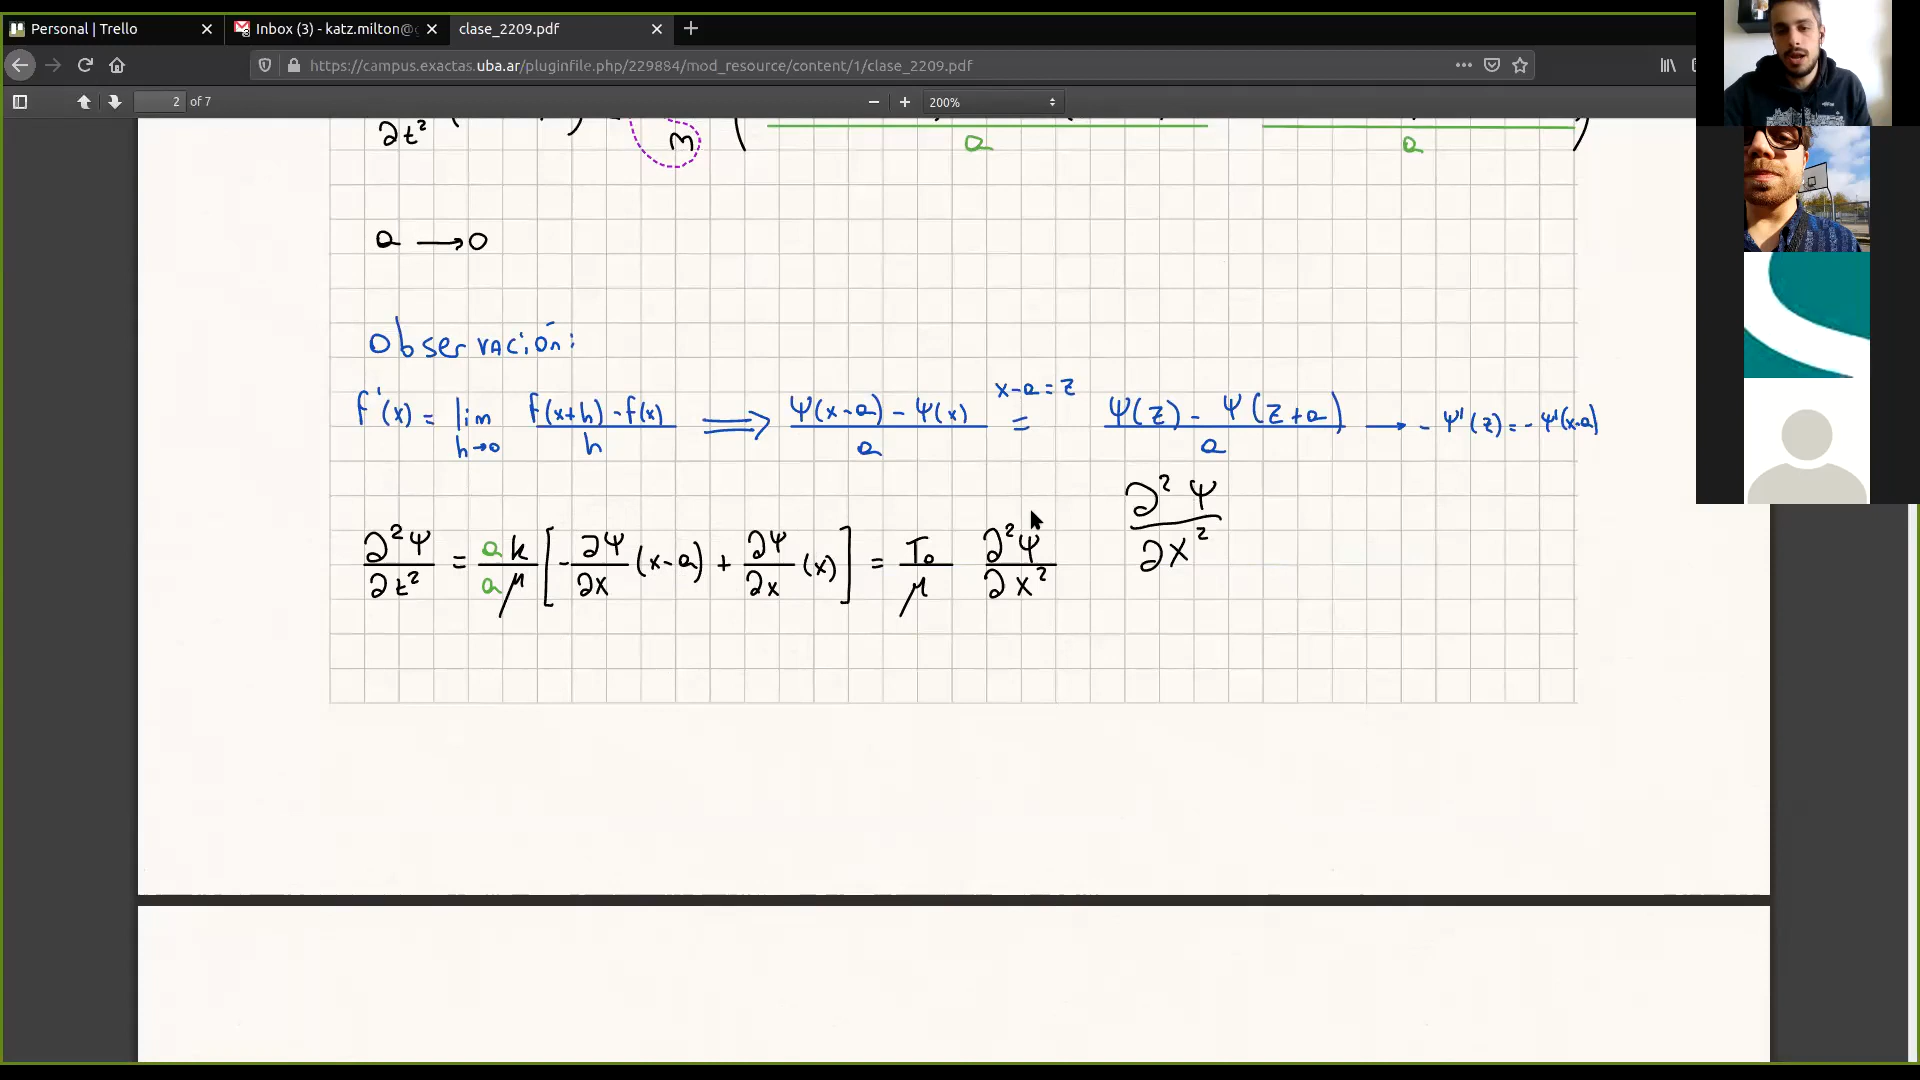 Personal | Trello
Inbox (3) - katz.milton@
clase_2209.pdf
https://campus.exactas.uba.ar/pluginfile.php/229884/mod_resource/content/1/clase_2209.pdf
2 of 7
200%
∂t² m a a
a → 0
Observación:
f'(x) = lim h→0 (f(x+h) - f(x))/h ⟹ (Ψ(x-a) - Ψ(x))/a = x-a=z (Ψ(z) - Ψ(z+a))/a → - Ψ'(z) = - Ψ'(x-a)
∂²Ψ/∂t² = a k/a μ [-∂Ψ/∂x (x-a) + ∂Ψ/∂x (x)] = T₀/μ ∂²Ψ/∂x² ∂²Ψ/∂x²